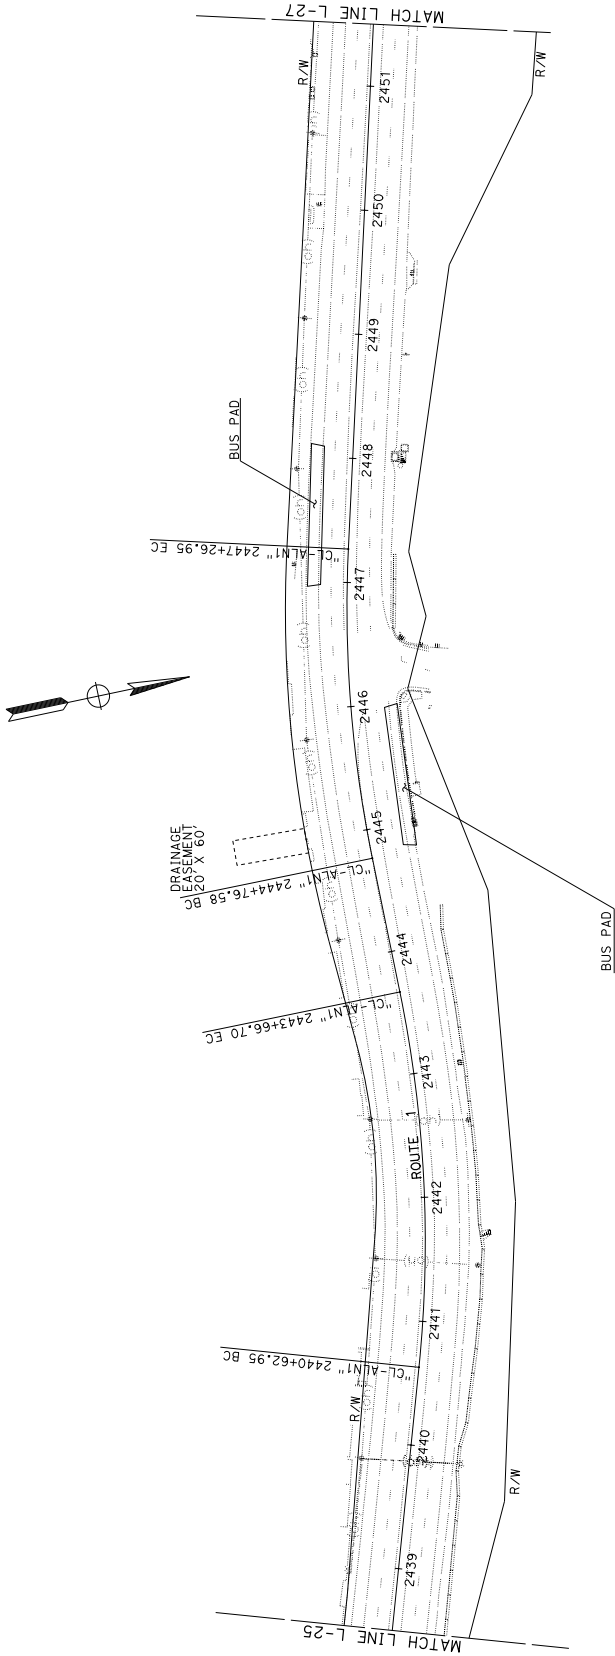 MATCH LINE L-27
R/W
R/W
2451
2450
2449
BUS PAD
2448
"CL-ALN1" 2447+26.95 EC
2447
2446
2445
DRAINAGE
EASEMENT
20' X 60'
"CL-ALN1" 2444+76.58 BC
BUS PAD
2444
"CL-ALN1" 2443+66.70 EC
2443
ROUTE 1
2442
2441
"CL-ALN1" 2440+62.95 BC
R/W
2440
R/W
2439
MATCH LINE L-25